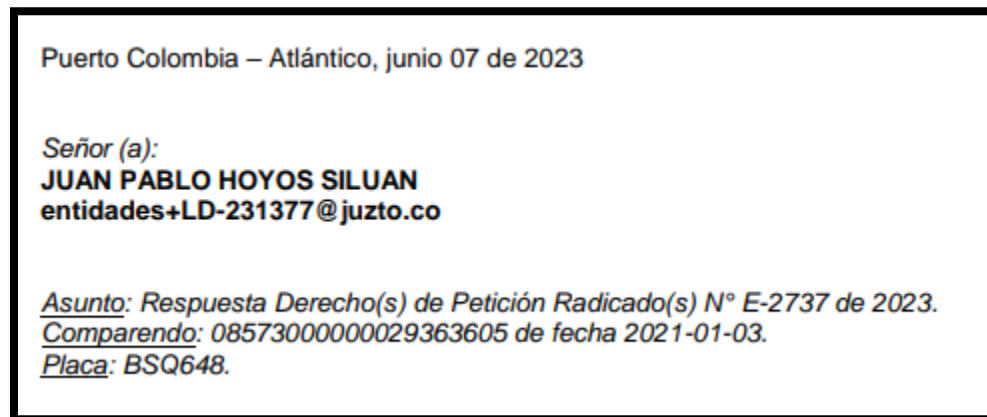 Puerto Colombia – Atlántico, junio 07 de 2023
Señor (a):
JUAN PABLO HOYOS SILUAN
entidades+LD-231377@juzto.co
Asunto: Respuesta Derecho(s) de Petición Radicado(s) N° E-2737 de 2023.
Comparendo: 08573000000029363605 de fecha 2021-01-03.
Placa: BSQ648.